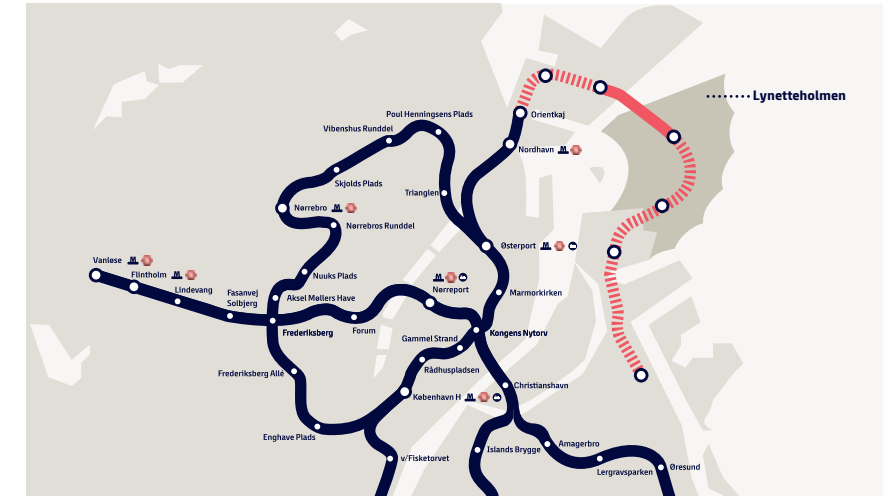 Lynetteholmen
Poul Henningsens Plads
Orientkaj
Vibenshus Runddel
Nordhavn
Skjolds Plads
Trianglen
Nørrebro
Nørrebros Runddel
Østerport
Vanløse
Flintholm
Nuuks Plads
Lindevang
Nørreport
Marmorkirken
Fasanvej
Solbjerg
Aksel Møllers Have
Frederiksberg
Forum
Kongens Nytorv
Gammel Strand
Rådhuspladsen
Frederiksberg Allé
Christianshavn
København H
Enghave Plads
Amagerbro
Islands Brygge
v/Fisketorvet
Øresund
Lergravsparken